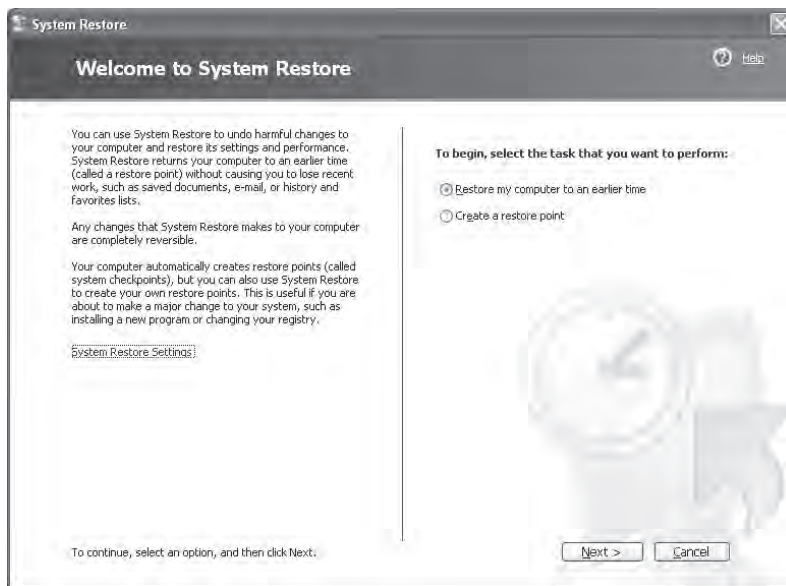 System Restore
Welcome to System Restore
Help
You can use System Restore to undo harmful changes to
your computer and restore its settings and performance.
System Restore returns your computer to an earlier time
(called a restore point) without causing you to lose recent
work, such as saved documents, e-mail, or history and
favorites lists.
Any changes that System Restore makes to your computer
are completely reversible.
Your computer automatically creates restore points (called
system checkpoints), but you can also use System Restore
to create your own restore points. This is useful if you are
about to make a major change to your system, such as
installing a new program or changing your registry.
System Restore Settings
To begin, select the task that you want to perform:
Restore my computer to an earlier time
Create a restore point
To continue, select an option, and then click Next.
Next >
Cancel